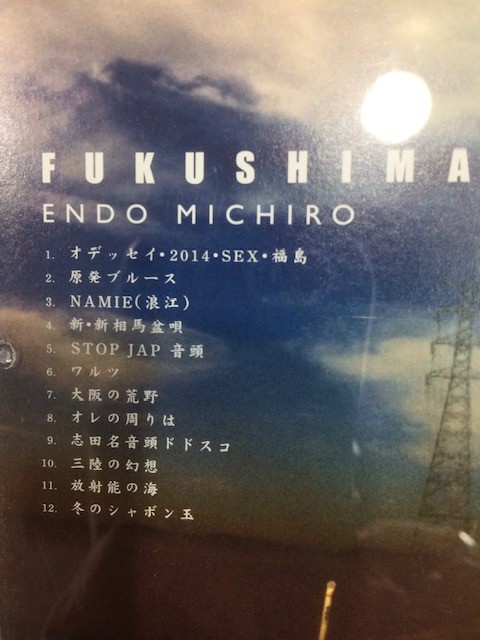 FUKUSHIMA
ENDO MICHIRO
1. オデッセイ・2014・SEX・福島
2. 原発ブルース
3. NAMIE(浪江)
4. 新・新相馬盆唄
5. STOP JAP 音頭
6. ワルツ
7. 大阪の荒野
8. オレの周りは
9. 志田名音頭ドドスコ
10. 三陸の幻想
11. 放射能の海
12. 冬のシャボン玉